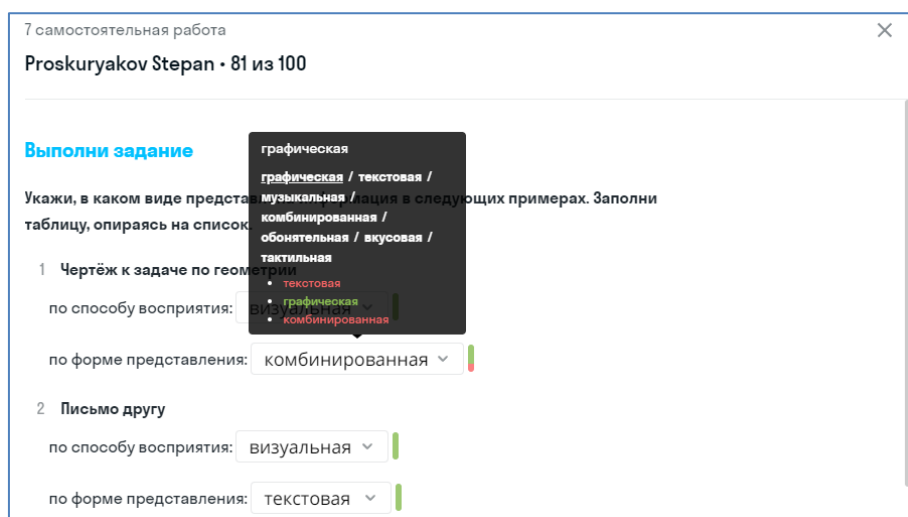 7 самостоятельная работа
Proskuryakov Stepan • 81 из 100
Выполни задание
Укажи, в каком виде предста ация в следующих примерах. Заполни
таблицу, опираясь на список.
графическая
графическая / текстовая /
музыкальная /
комбинированная /
обонятельная / вкусовая /
тактильная
• текстовая
• графическая
• комбинированная
1 Чертёж к задаче по геометрии
по способу восприятия: визуальная
по форме представления: комбинированная
2 Письмо другу
по способу восприятия: визуальная
по форме представления: текстовая